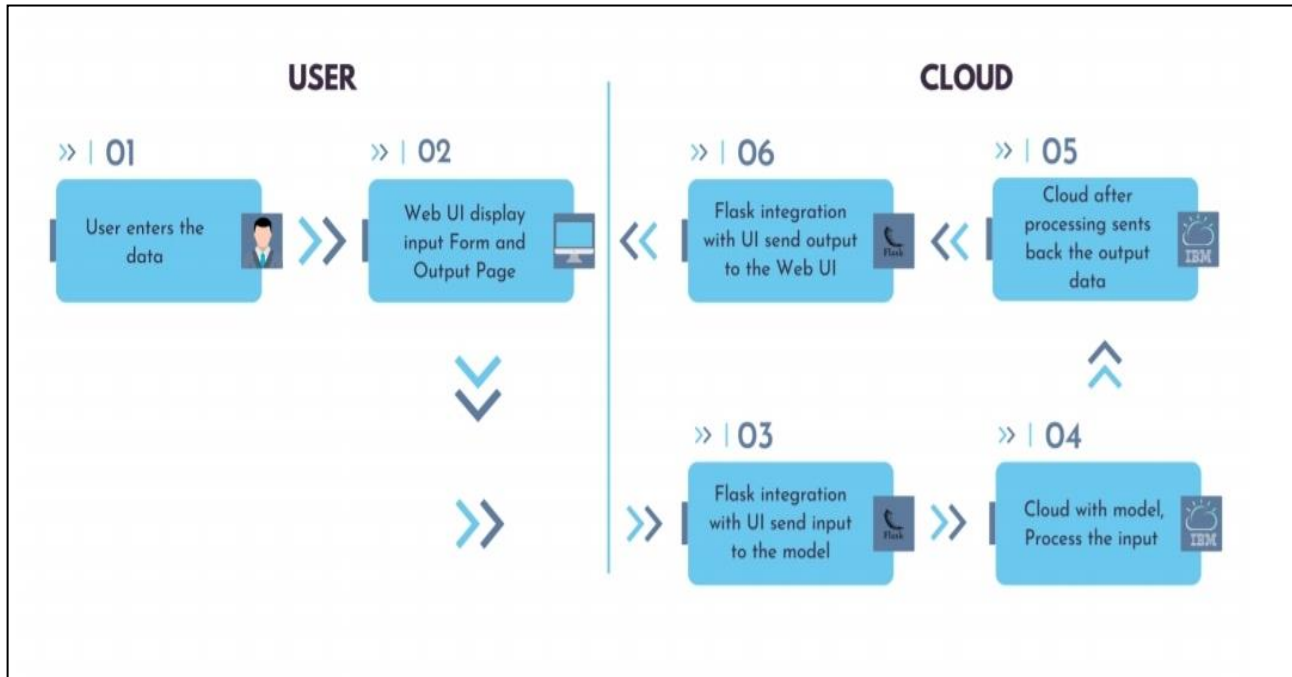 USER
CLOUD
01
User enters the
data
02
Web UI display
input Form and
Output Page
06
Flask integration
with UI send output
to the Web UI
Flask
05
Cloud after
processing sents
back the output
data
IBM
03
Flask integration
with UI send input
to the model
Flask
04
Cloud with model,
Process the input
IBM